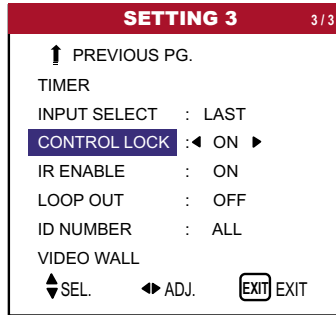 SETTING 3 3 / 3
PREVIOUS PG.
TIMER
INPUT SELECT : LAST
CONTROL LOCK : ON
IR ENABLE : ON
LOOP OUT : OFF
ID NUMBER : ALL
VIDEO WALL
SEL. ADJ. EXIT EXIT